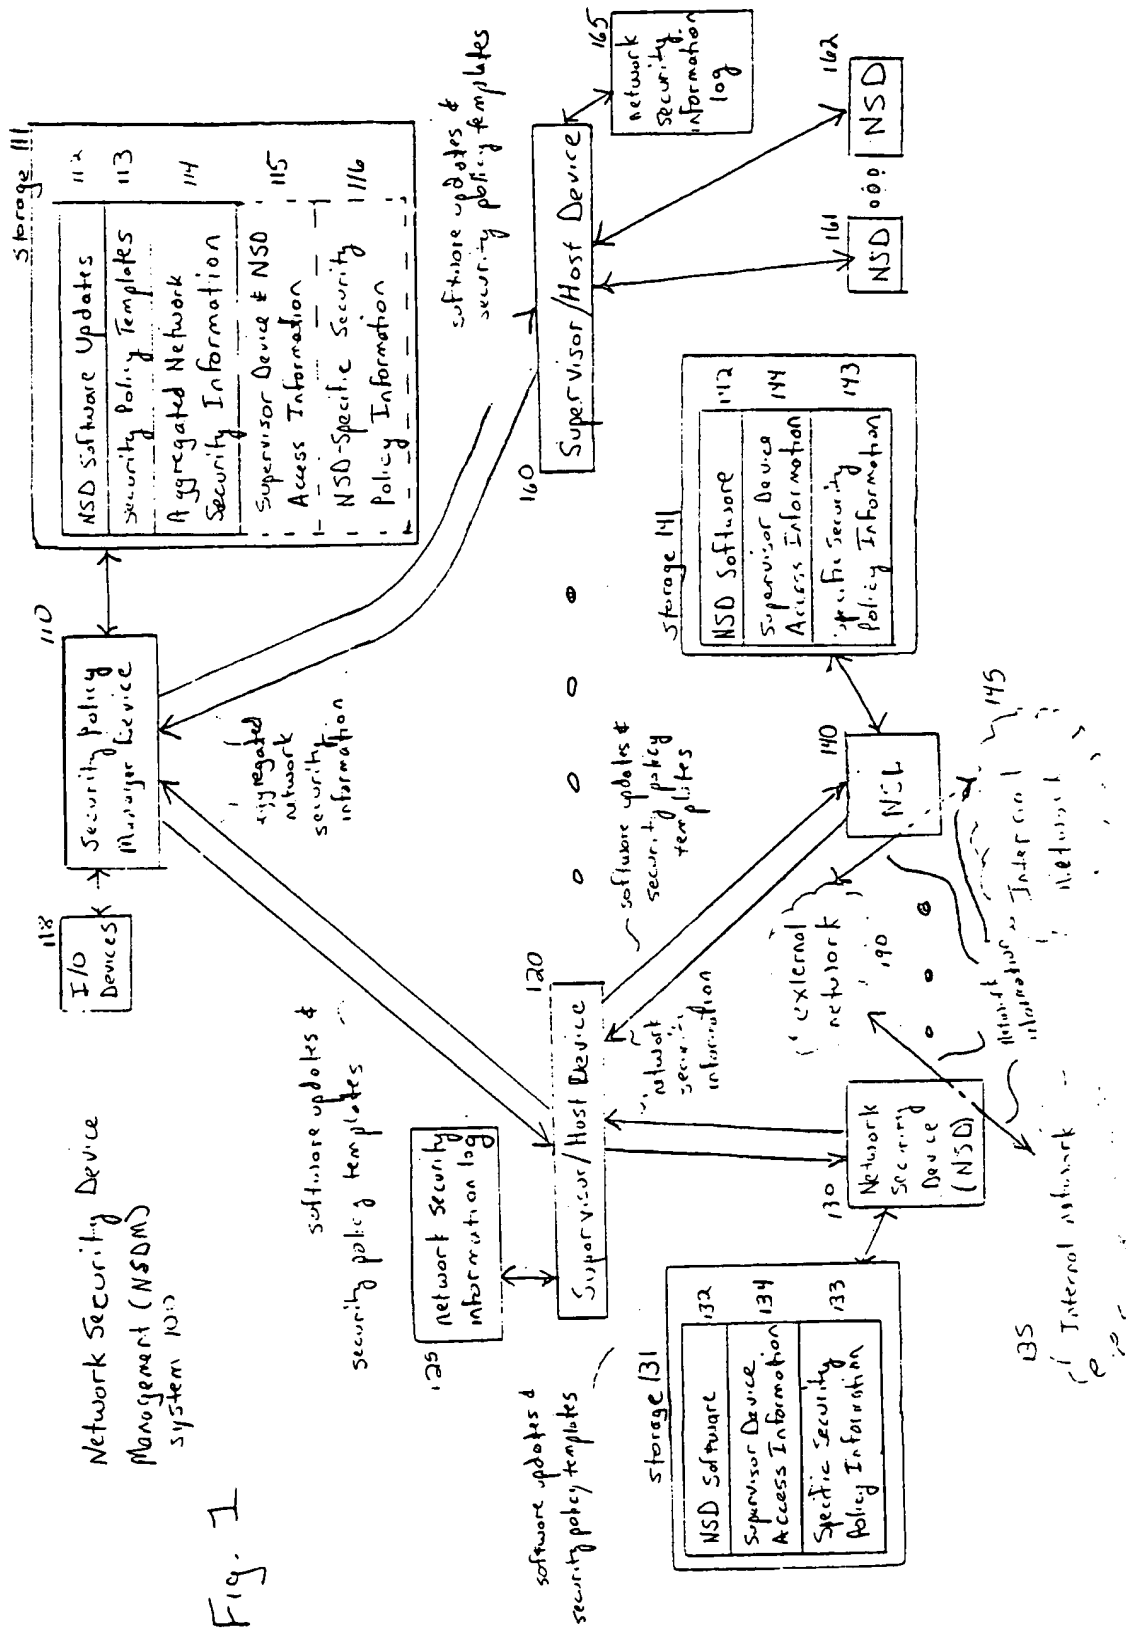 Fig. 1
Network Security Device
Management (NSDM)
system 100
118
I/O
Devices
110
Security Policy
Manager Device
storage 111
NSD Software Updates 112
Security Policy Templates 113
Aggregated Network
Security Information 114
Supervisor Device & NSD
Access Information 115
NSD-Specific Security
Policy Information 116
software updates &
security policy templates
aggregated
network
security
information
software updates &
security policy templates
125
network security
information log
120
Supervisor/Host Device
160
Supervisor/Host Device
165
network
security
information
log
software updates &
security policy templates
network
security
information
software updates &
security policy
templates
storage 131
NSD Software 132
Supervisor Device
Access Information 134
Specific Security
Policy Information 133
130
Network
Security
Device
(NSD)
external
network
190
140
storage 141
NSD Software 142
Supervisor Device
Access Information 144
Specific Security
Policy Information 143
161
NSD
162
NSD
135
Internal network
network
information
Internal
network
145